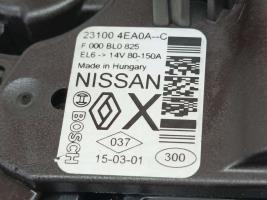 23100 4EA0A--C
F 000 BL0 825
EL6 -> 14V 80-150A
Made in Hungary
NISSAN
X
BOSCH
037
15-03-01
300